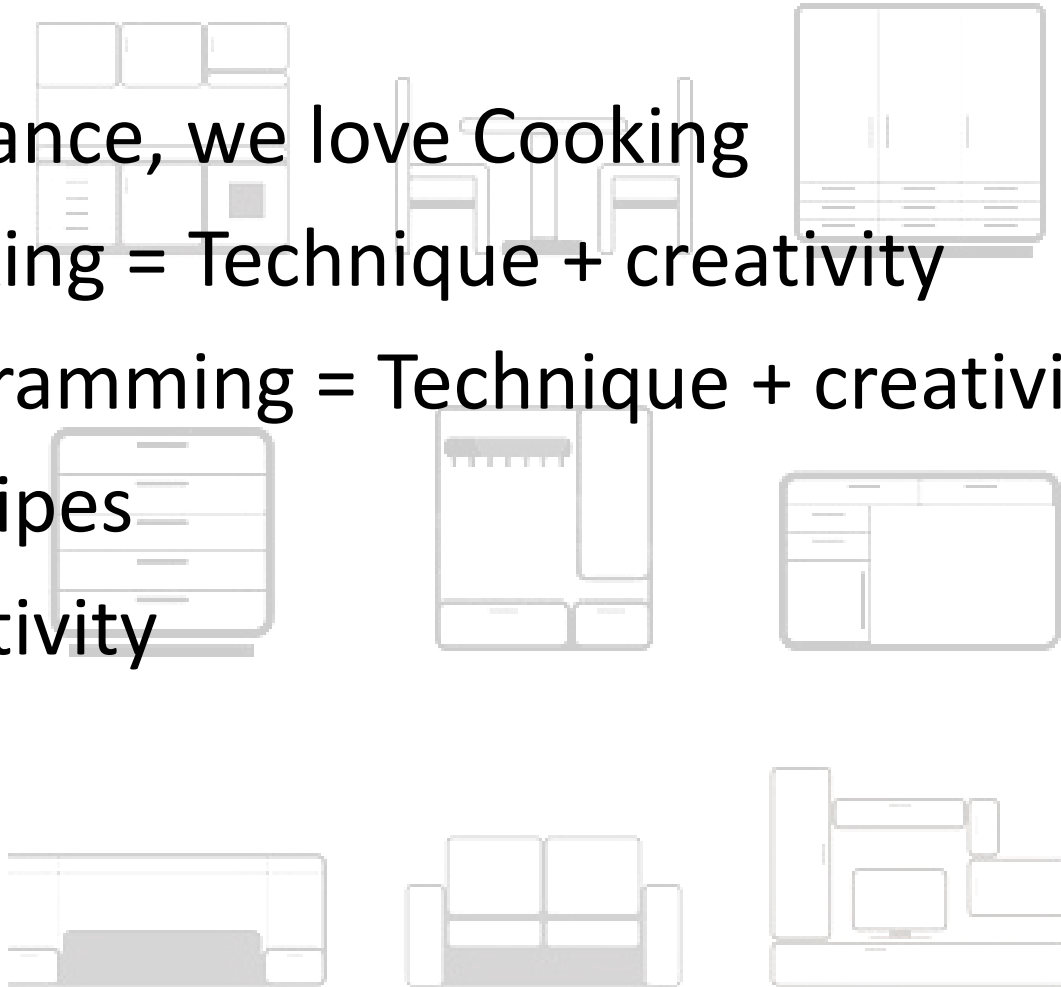 ance, we love Cooking
ing = Technique + creativity
ramming = Technique + creativi
ipes
tivity